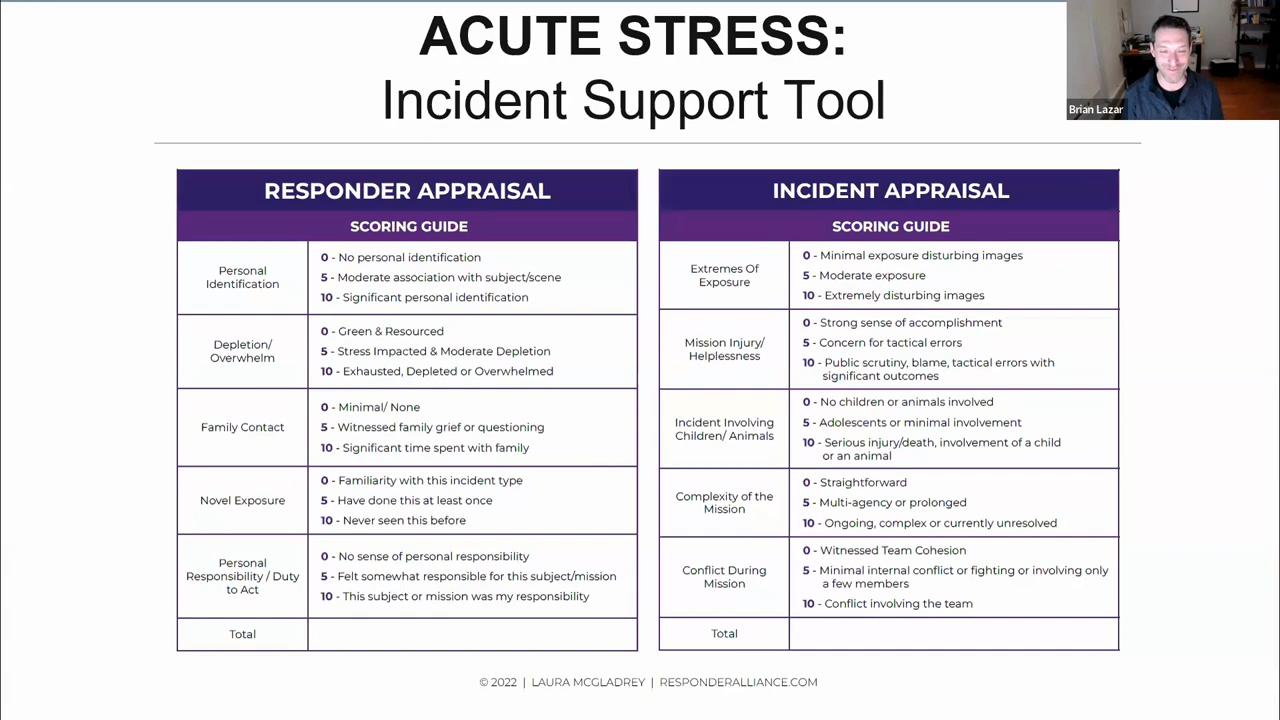 ACUTE STRESS:
Incident Support Tool
Brian Lazar
RESPONDER APPRAISAL
SCORING GUIDE
Personal
Identification
0 - No personal identification
5 - Moderate association with subject/scene
10 - Significant personal identification
Depletion/
Overwhelm
0 - Green & Resourced
5 - Stress Impacted & Moderate Depletion
10 - Exhausted, Depleted or Overwhelmed
Family Contact
0 - Minimal/ None
5 - Witnessed family grief or questioning
10 - Significant time spent with family
Novel Exposure
0 - Familiarity with this incident type
5 - Have done this at least once
10 - Never seen this before
Personal
Responsibility / Duty
to Act
0 - No sense of personal responsibility
5 - Felt somewhat responsible for this subject/mission
10 - This subject or mission was my responsibility
Total
INCIDENT APPRAISAL
SCORING GUIDE
Extremes Of
Exposure
0 - Minimal exposure disturbing images
5 - Moderate exposure
10 - Extremely disturbing images
Mission Injury/
Helplessness
0 - Strong sense of accomplishment
5 - Concern for tactical errors
10 - Public scrutiny, blame, tactical errors with
significant outcomes
Incident Involving
Children/ Animals
0 - No children or animals involved
5 - Adolescents or minimal involvement
10 - Serious injury/death, involvement of a child
or an animal
Complexity of the
Mission
0 - Straightforward
5 - Multi-agency or prolonged
10 - Ongoing, complex or currently unresolved
Conflict During
Mission
0 - Witnessed Team Cohesion
5 - Minimal internal conflict or fighting or involving only
a few members
10 - Conflict involving the team
Total
© 2022 | LAURA MCGLADREY | RESPONDERALLIANCE.COM